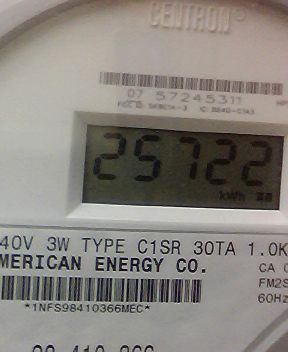 CENTRON
07 57245311
25722
kWh
40V 3W TYPE C1SR 30TA 1.0K
MERICAN ENERGY CO.
CA 0
FM2S
60Hz
*1NFS98410366MEC*